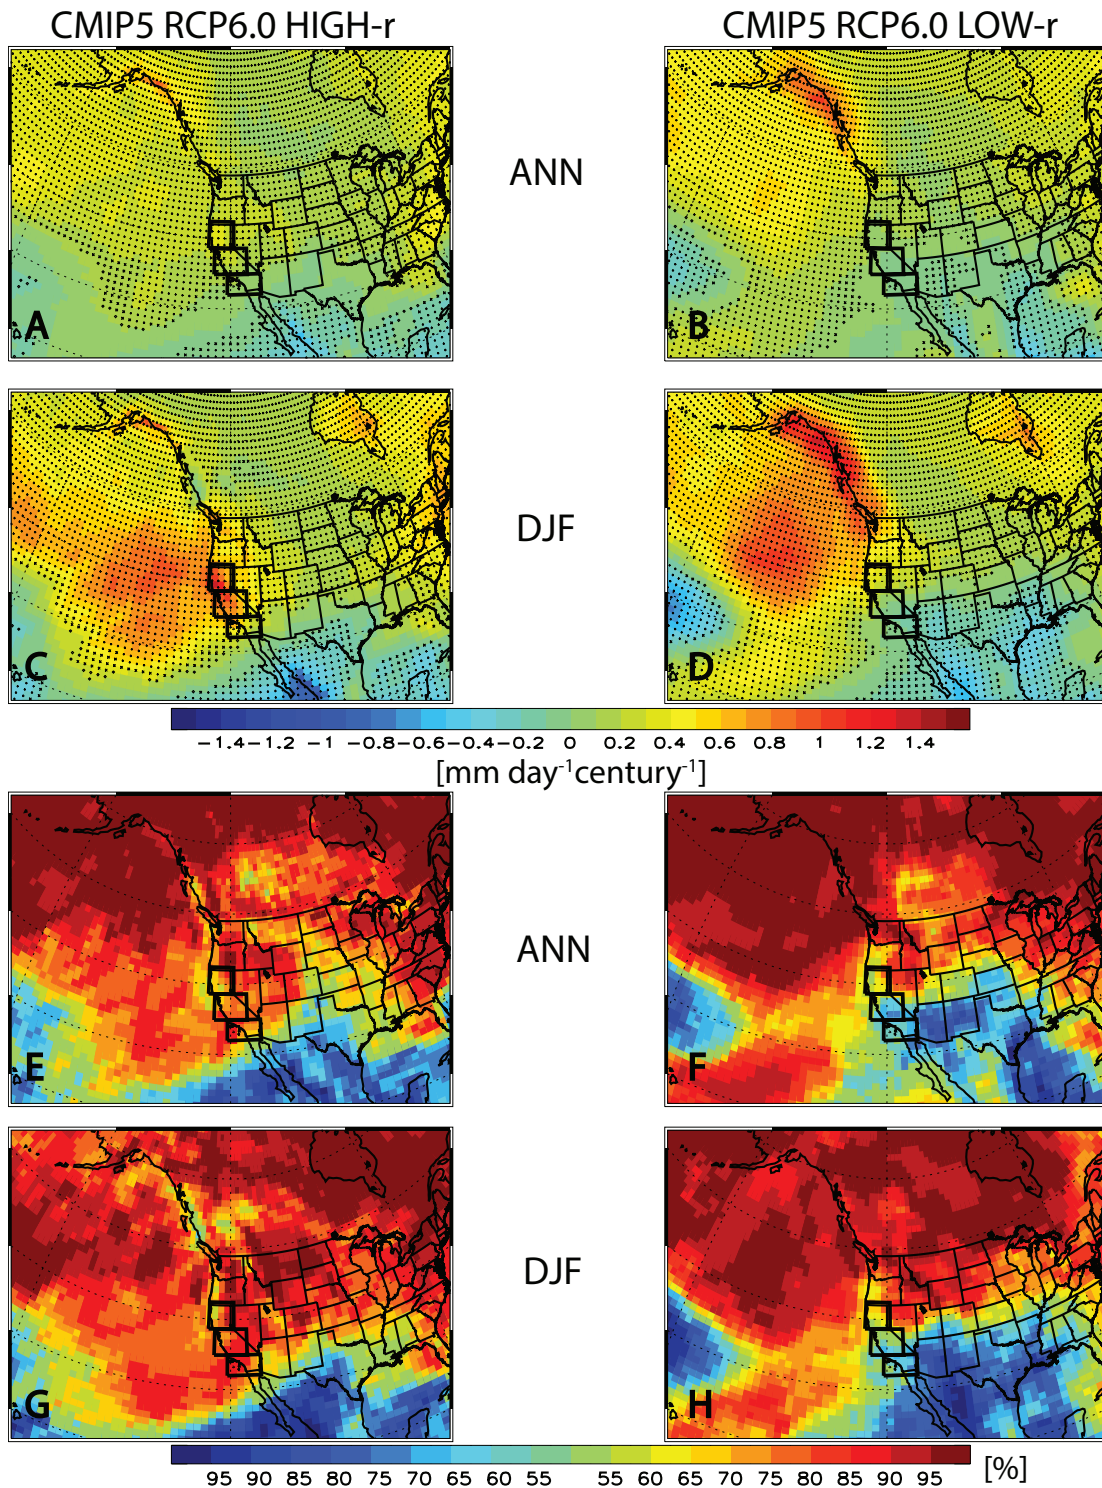 CMIP5 RCP6.0 HIGH-r CMIP5 RCP6.0 LOW-r
ANN
A B
DJF
C D
-1.4 -1.2 -1 -0.8 -0.6 -0.4 -0.2 0 0.2 0.4 0.6 0.8 1 1.2 1.4
[mm day⁻¹century⁻¹]
ANN
E F
DJF
G H
95 90 85 80 75 70 65 60 55 55 60 65 70 75 80 85 90 95 [%]